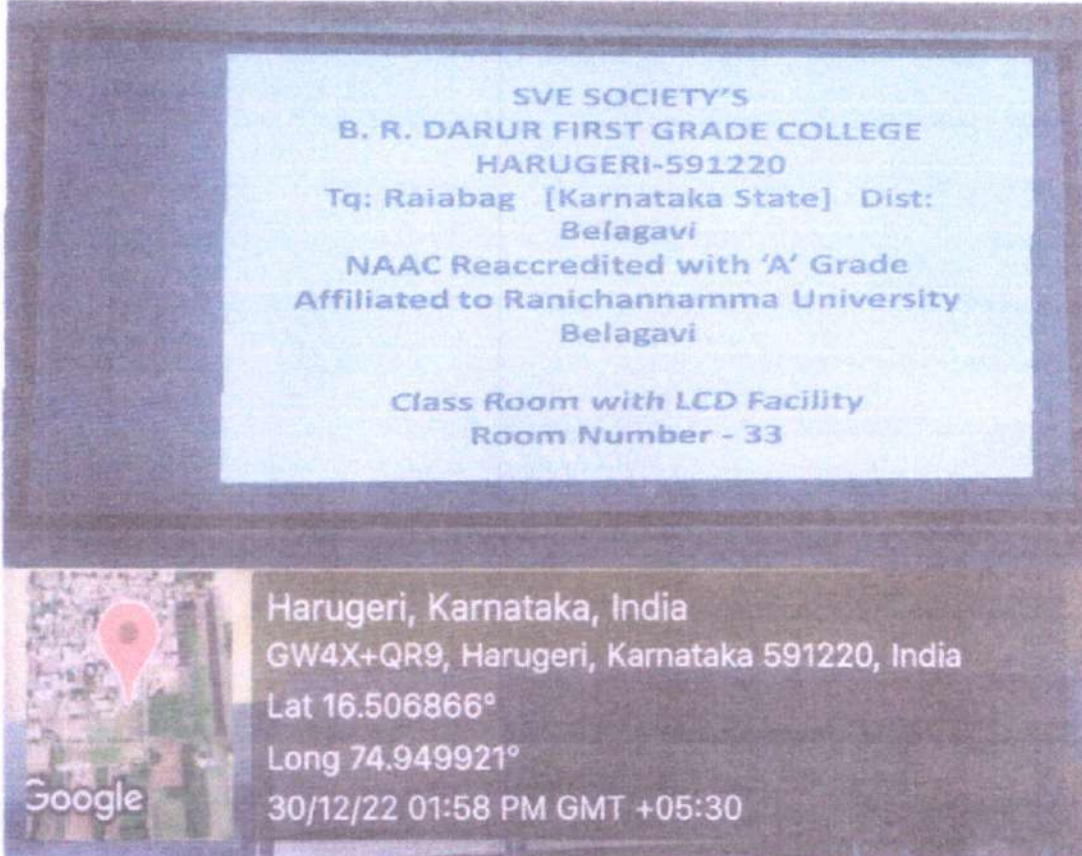 SVE SOCIETY'S
B. R. DARUR FIRST GRADE COLLEGE
HARUGERI-591220
Tq: Raiabag [Karnataka State] Dist:
Belagavi
NAAC Reaccredited with ‘A’ Grade
Affiliated to Ranichannamma University
Belagavi
Class Room with LCD Facility
Room Number - 33
Harugeri, Karnataka, India
GW4X+QR9, Harugeri, Karnataka 591220, India
Lat 16.506866°
Long 74.949921°
30/12/22 01:58 PM GMT +05:30
Google